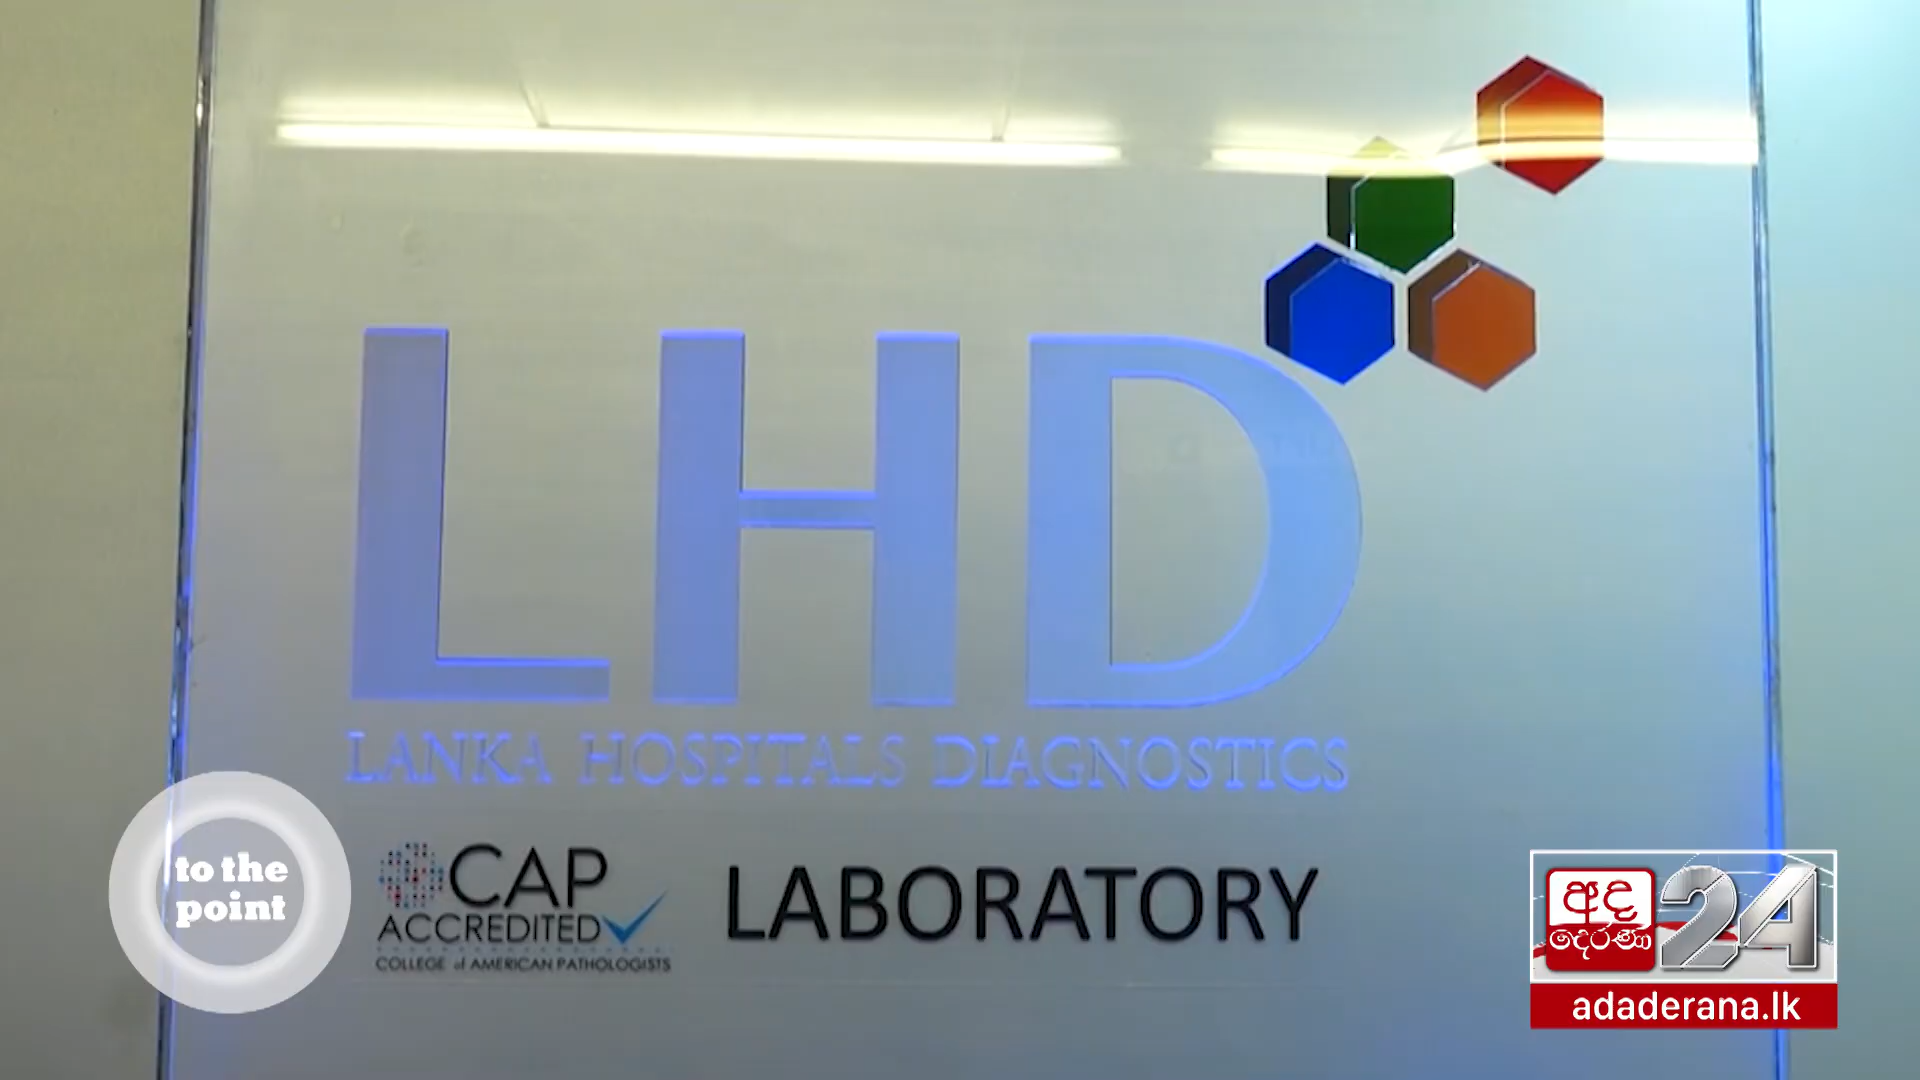 LHD
LANKA HOSPITALS DIAGNOSTICS
CAP
ACCREDITED
COLLEGE of AMERICAN PATHOLOGISTS
LABORATORY
to the
point
අද
දෙරණ
24
adaderana.lk